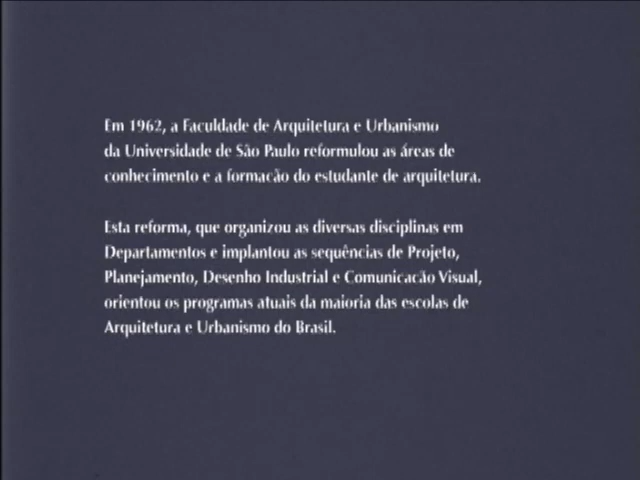 Em 1962, a Faculdade de Arquitetura e Urbanismo
da Universidade de São Paulo reformulou as áreas de
conhecimento e a formação do estudante de arquitetura.
Esta reforma, que organizou as diversas disciplinas em
Departamentos e implantou as sequências de Projeto,
Planejamento, Desenho Industrial e Comunicacão Visual,
orientou os programas atuais da maioria das escolas de
Arquitetura e Urbanismo do Brasil.